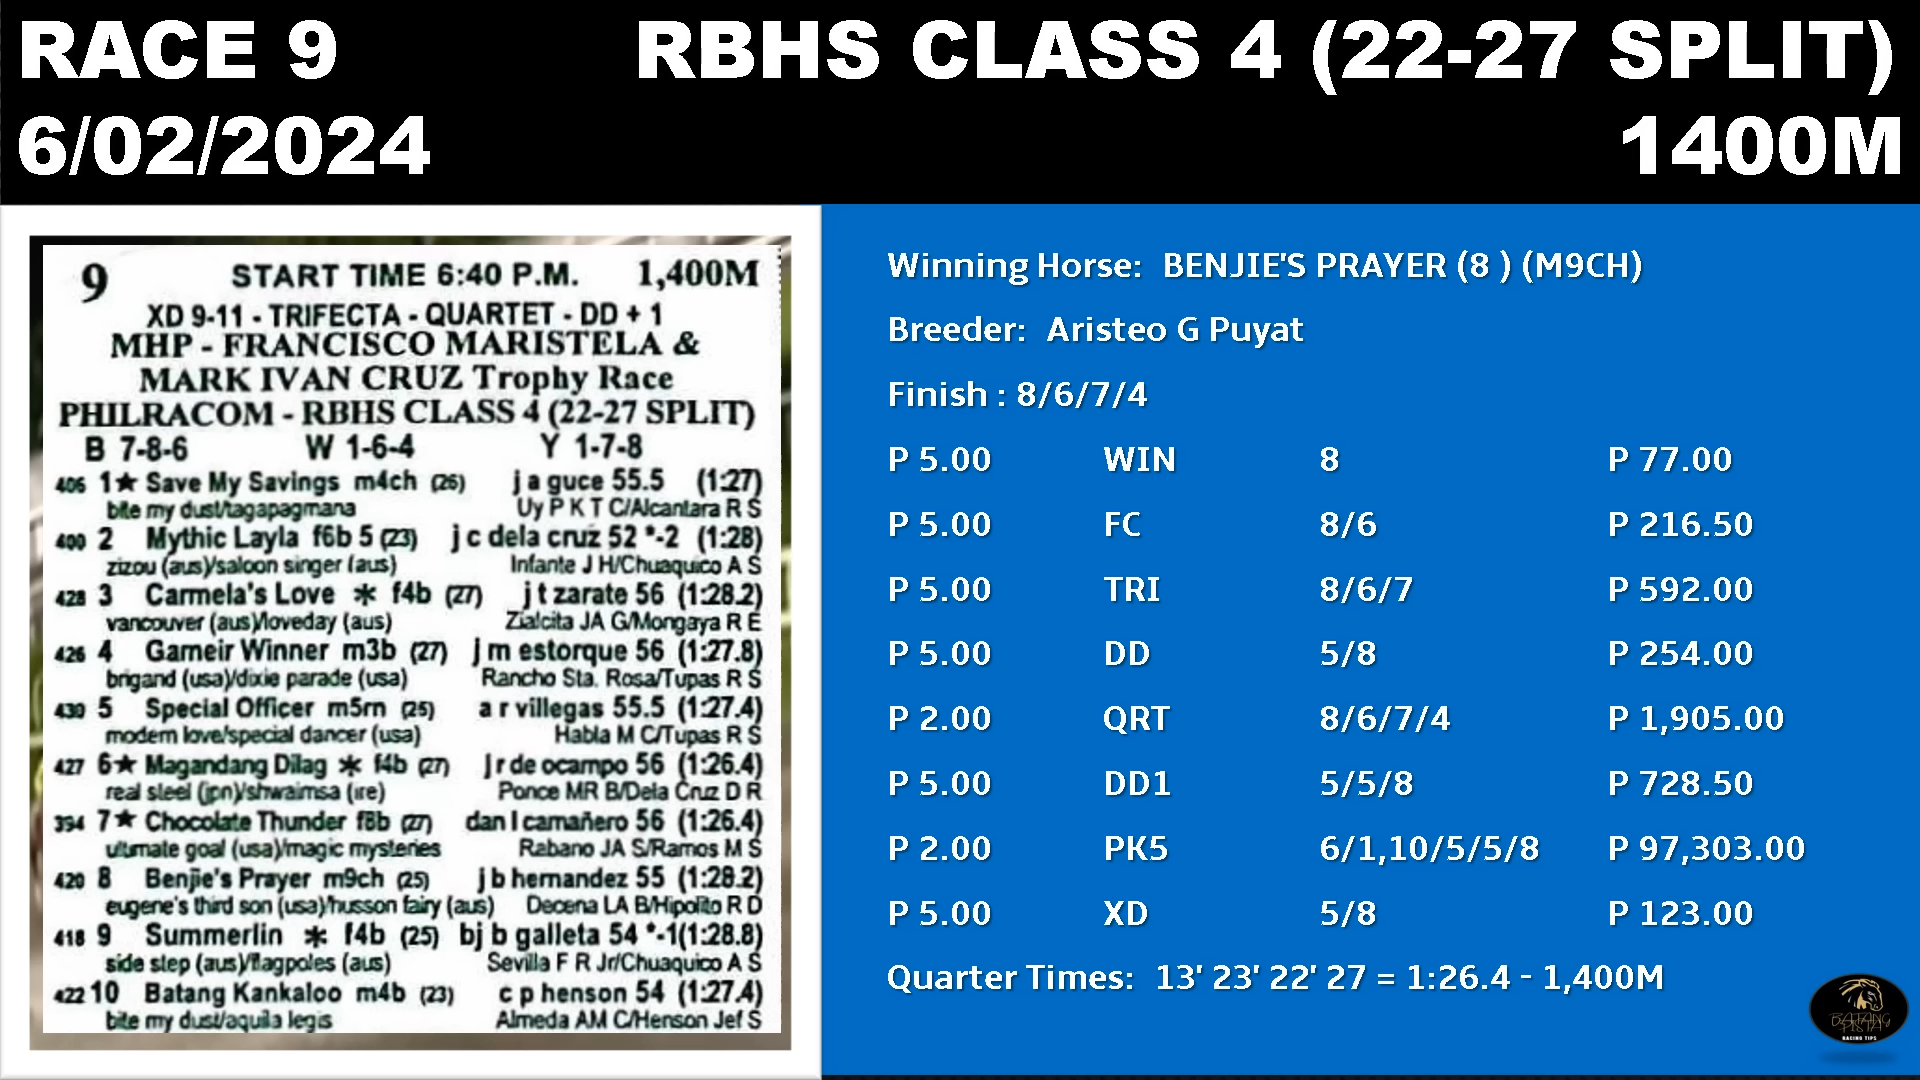 RACE 9 RBHS CLASS 4 (22-27 SPLIT)
6/02/2024 1400M
9 START TIME 6:40 P.M. 1,400M
XD 9-11 - TRIFECTA - QUARTET - DD + 1
MHP - FRANCISCO MARISTELA &
MARK IVAN CRUZ Trophy Race
PHILRACOM - RBHS CLASS 4 (22-27 SPLIT)
B 7-8-6 W 1-6-4 Y 1-7-8
406 1★ Save My Savings m4ch (26) j a guce 55.5 (1:27)
bite my dust/tagapagmana Uy P K T C/Alcantara R S
400 2 Mythic Layla f6b 5 (23) j c dela cruz 52 *-2 (1:28)
zizou (aus)/saloon singer (aus) Infante J H/Chuaquico A S
428 3 Carmela's Love * f4b (27) j t zarate 56 (1:28.2)
vancouver (aus)/loveday (aus) Zialcita JA G/Mongaya R E
426 4 Gameir Winner m3b (27) j m estorque 56 (1:27.8)
brigand (usa)/dixie parade (usa) Rancho Sta. Rosa/Tupas R S
430 5 Special Officer m5rn (25) a r villegas 55.5 (1:27.4)
modern love/special dancer (usa) Habla M C/Tupas R S
427 6★ Magandang Dilag * f4b (27) j r de ocampo 56 (1:26.4)
real steel (jpn)/shwaimsa (ire) Ponce MR B/Dela Cruz D R
394 7★ Chocolate Thunder f8b (27) dan l camañero 56 (1:26.4)
ultimate goal (usa)/magic mysteries Rabano JA S/Ramos M S
420 8 Benjie's Prayer m9ch (25) j b hernandez 55 (1:28.2)
eugene's third son (usa)/husson fairy (aus) Decena LA B/Hipolito R D
418 9 Summerlin * f4b (25) bj b galleta 54 *-1(1:28.8)
side step (aus)/flagpoles (aus) Sevilla F R Jr/Chuaquico A S
422 10 Batang Kankaloo m4b (23) c p henson 54 (1:27.4)
bite my dust/aquila legis Almeda AM C/Henson Jef S
Winning Horse: BENJIE'S PRAYER (8 ) (M9CH)
Breeder: Aristeo G Puyat
Finish : 8/6/7/4
P 5.00 WIN 8 P 77.00
P 5.00 FC 8/6 P 216.50
P 5.00 TRI 8/6/7 P 592.00
P 5.00 DD 5/8 P 254.00
P 2.00 QRT 8/6/7/4 P 1,905.00
P 5.00 DD1 5/5/8 P 728.50
P 2.00 PK5 6/1,10/5/5/8 P 97,303.00
P 5.00 XD 5/8 P 123.00
Quarter Times: 13' 23' 22' 27 = 1:26.4 - 1,400M
BATANG
PISTA
RACING TIPS